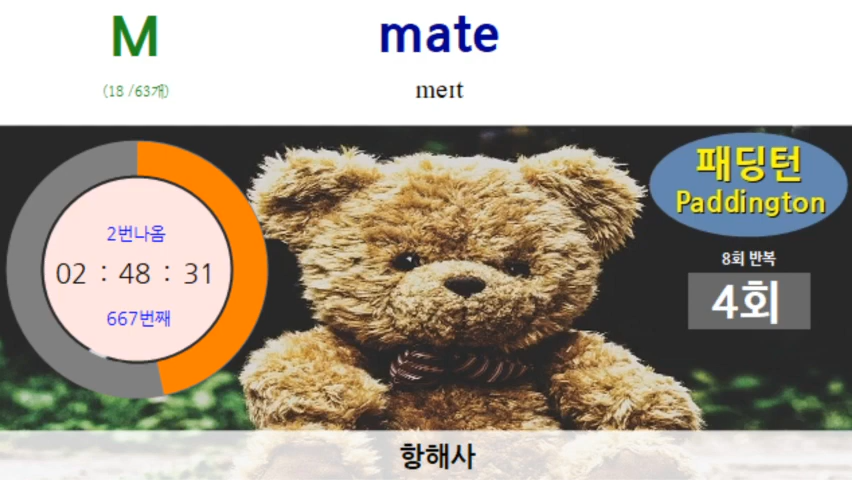 M
(18 /63개)
mate
meɪt
2번나옴
02 : 48 : 31
667번째
패딩턴
Paddington
8회 반복
4회
항해사